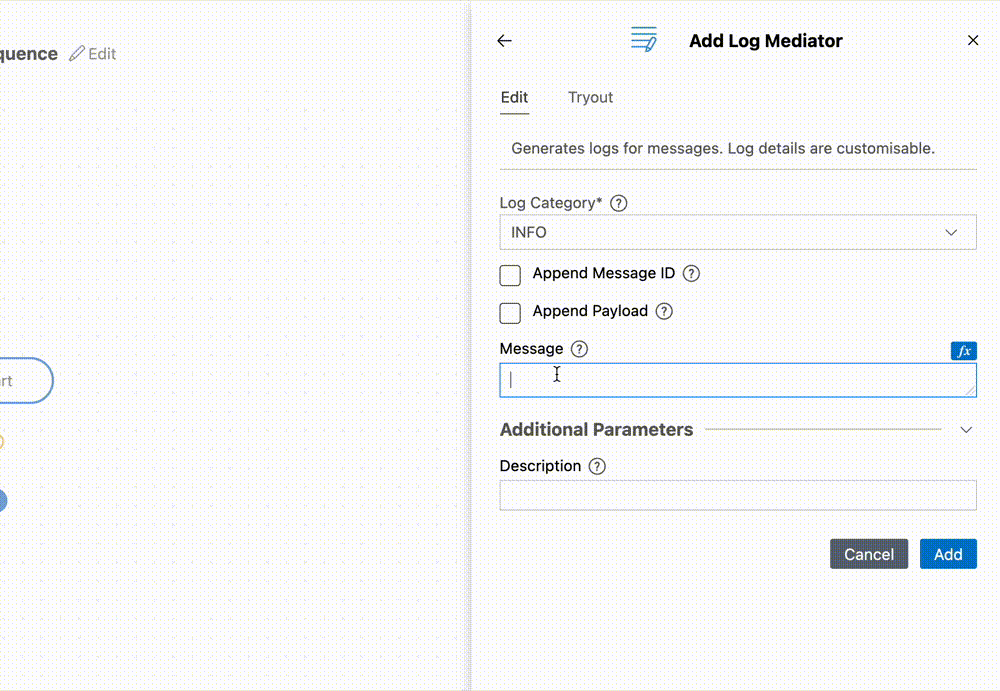 quence Edit
Add Log Mediator
Edit Tryout
Generates logs for messages. Log details are customisable.
Log Category* ?
INFO
Append Message ID ?
Append Payload ?
Message ? fx
rt
Additional Parameters
Description ?
Cancel Add